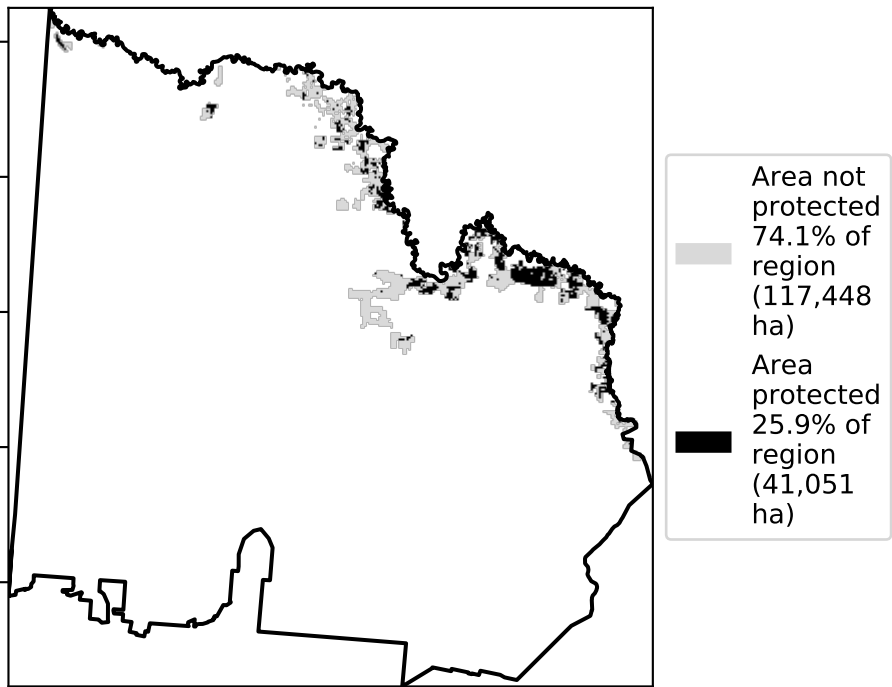 Area not
protected
74.1% of
region
(117,448
ha)
Area
protected
25.9% of
region
(41,051
ha)